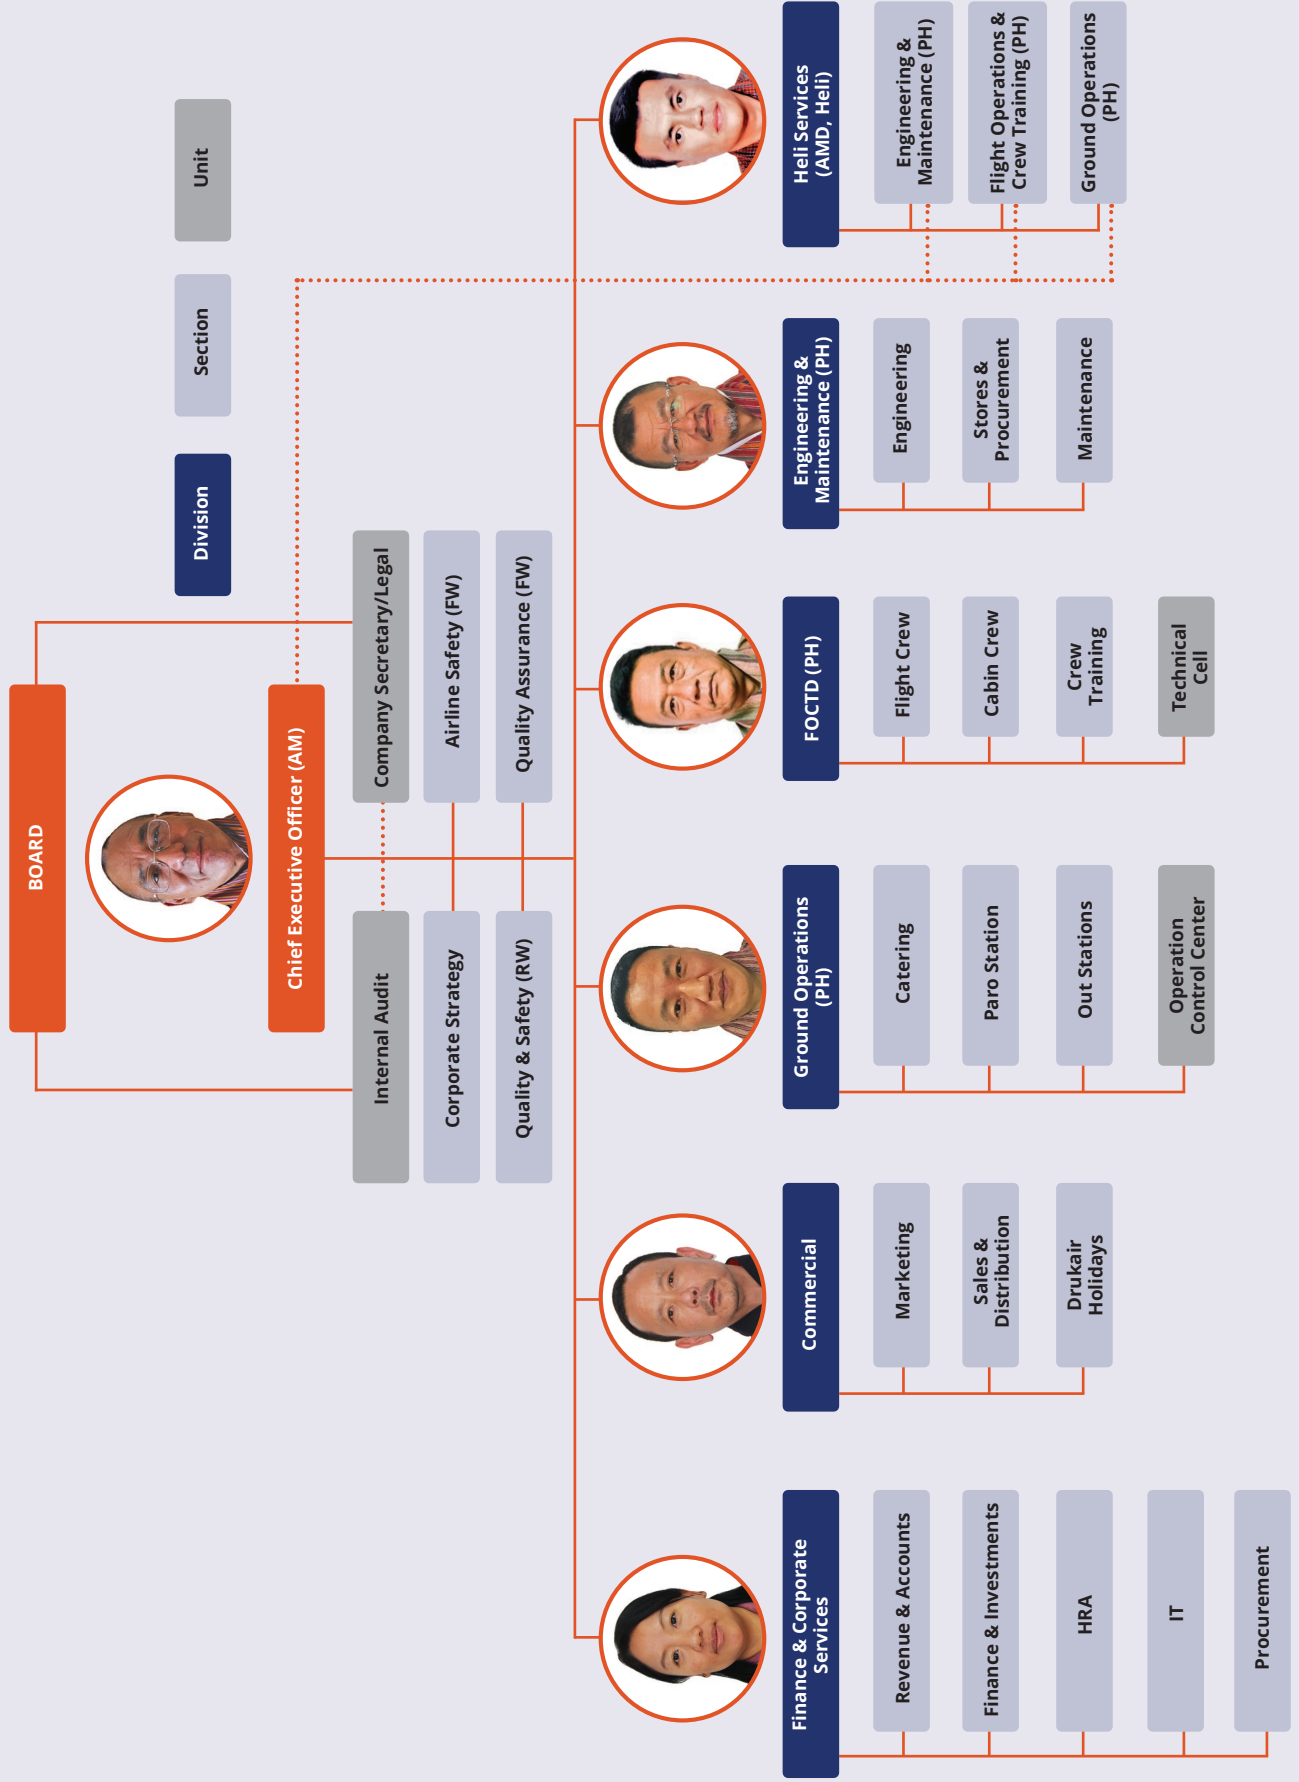 BOARD
Chief Executive Officer (AM)
Division
Section
Unit
Internal Audit
Company Secretary/Legal
Corporate Strategy
Airline Safety (FW)
Quality & Safety (RW)
Quality Assurance (FW)
Finance & Corporate
Services
Revenue & Accounts
Finance & Investments
HRA
IT
Procurement
Commercial
Marketing
Sales &
Distribution
Drukair
Holidays
Ground Operations
(PH)
Catering
Paro Station
Out Stations
Operation
Control Center
FOCTD (PH)
Flight Crew
Cabin Crew
Crew
Training
Technical
Cell
Engineering &
Maintenance (PH)
Engineering
Stores &
Procurement
Maintenance
Heli Services
(AMD, Heli)
Engineering &
Maintenance (PH)
Flight Operations &
Crew Training (PH)
Ground Operations
(PH)